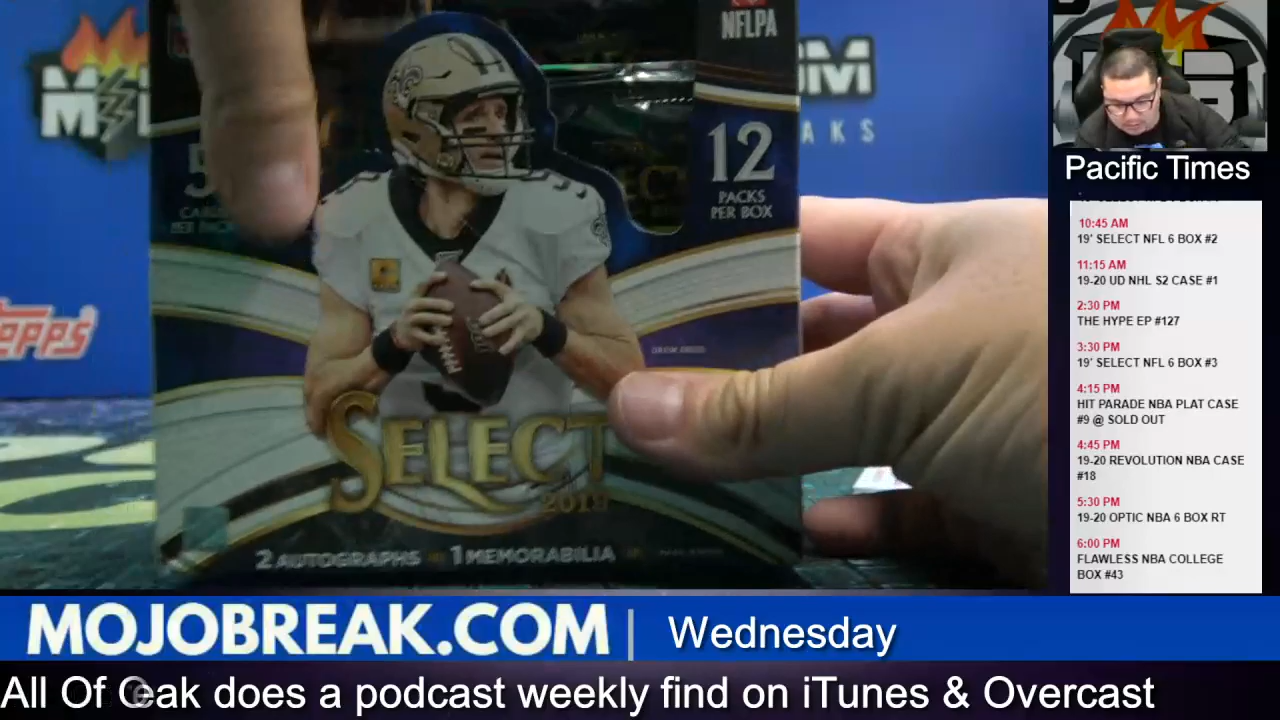 NFLPA
12
PACKS
PER BOX
5
SELECT
2019
2 AUTOGRAPHS
1 MEMORABILIA
Pacific Times
10:45 AM
19' SELECT NFL 6 BOX #2
11:15 AM
19-20 UD NHL S2 CASE #1
2:30 PM
THE HYPE EP #127
3:30 PM
19' SELECT NFL 6 BOX #3
4:15 PM
HIT PARADE NBA PLAT CASE
#9 @ SOLD OUT
4:45 PM
19-20 REVOLUTION NBA CASE
#18
5:30 PM
19-20 OPTIC NBA 6 BOX RT
6:00 PM
FLAWLESS NBA COLLEGE
BOX #43
MOJOBREAK.COM | Wednesday
All Of eak does a podcast weekly find on iTunes & Overcast